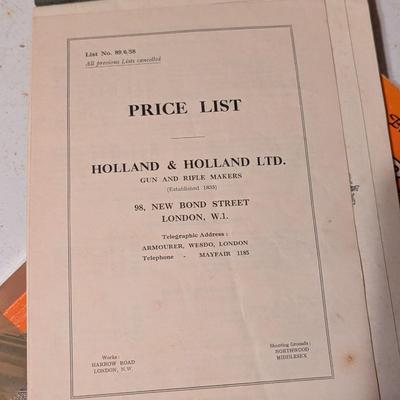 List No. 89/6/58
All previous Lists cancelled
PRICE LIST
HOLLAND & HOLLAND LTD.
GUN AND RIFLE MAKERS
(Established 1835)
98, NEW BOND STREET
LONDON, W.1.
Telegraphic Address :
ARMOURER, WESDO, LONDON
Telephone - MAYFAIR 1185
Works :
HARROW ROAD
LONDON, N.W.
Shooting Grounds :
NORTHWOOD
MIDDLESEX